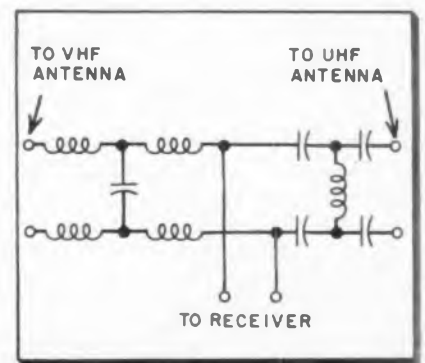 TO VHF
ANTENNA
TO UHF
ANTENNA
TO RECEIVER